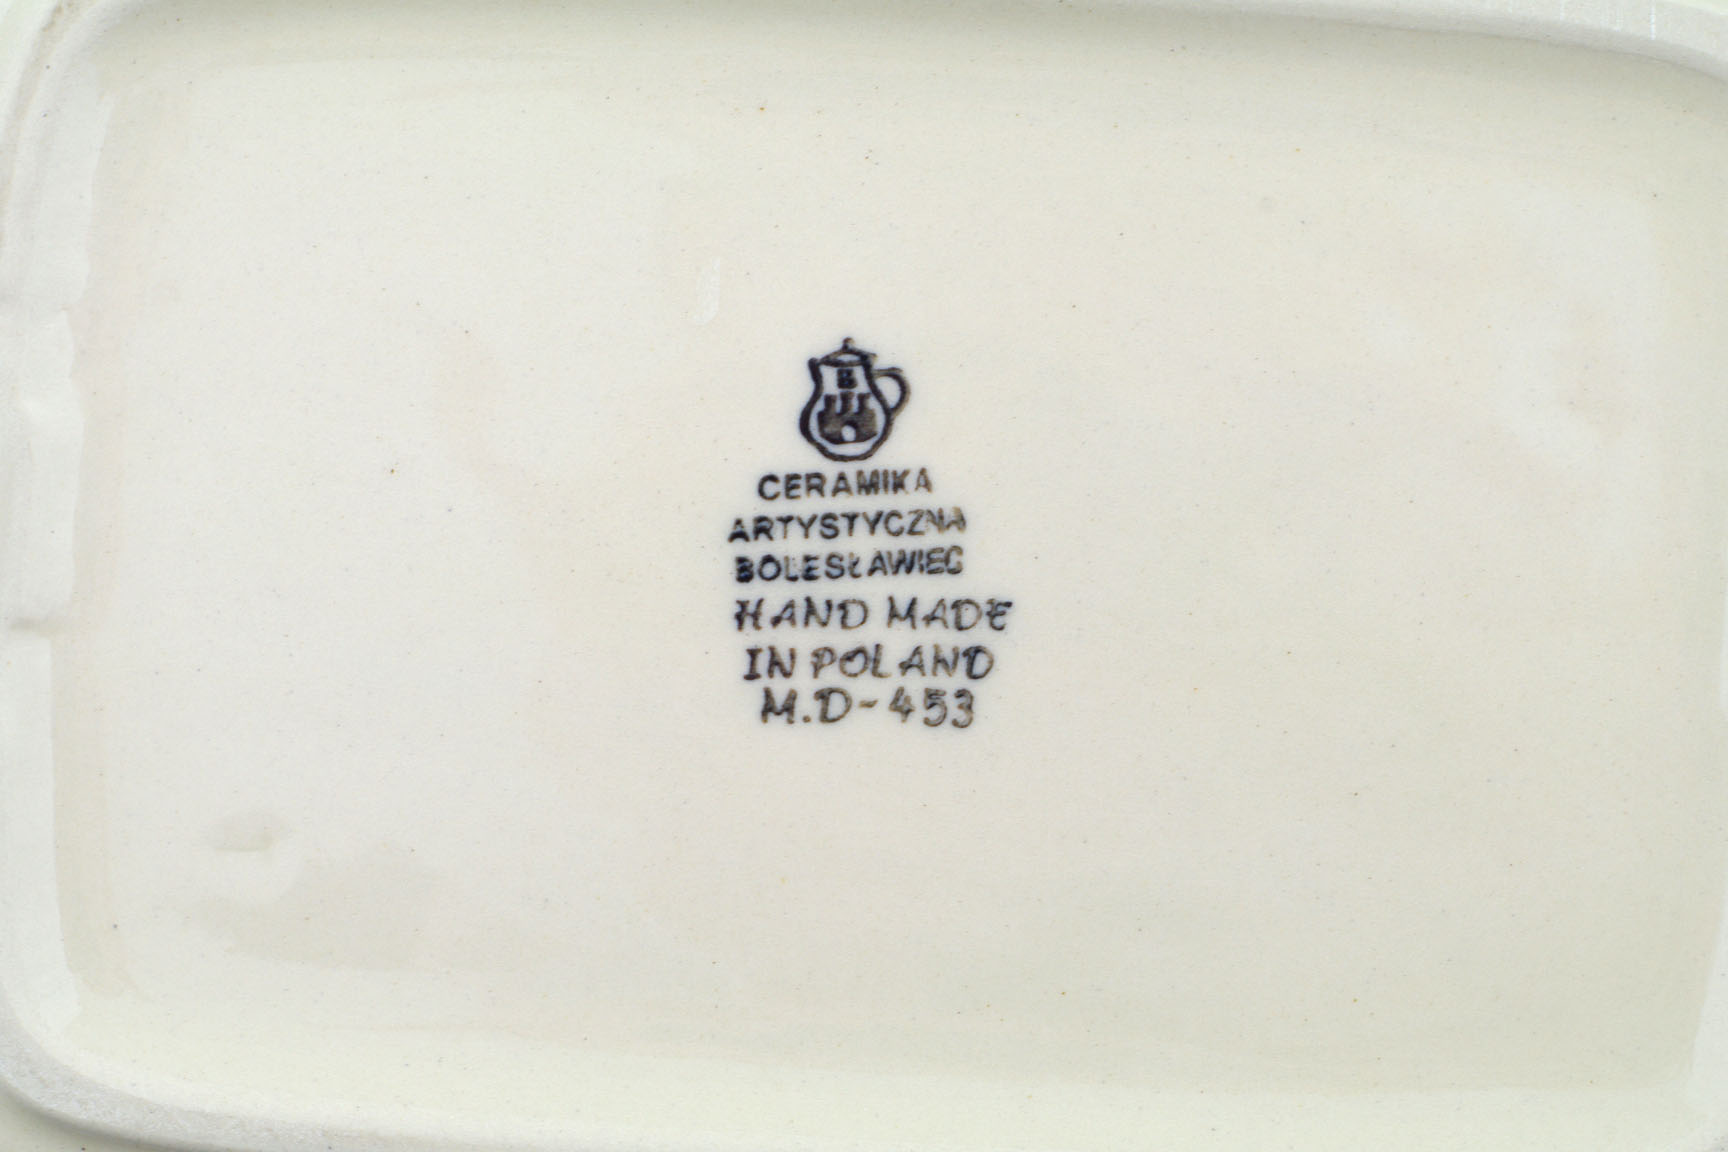 B
CERAMIKA
ARTYSTYCZNA
BOLESŁAWIEC
HAND MADE
IN POLAND
M.D-453